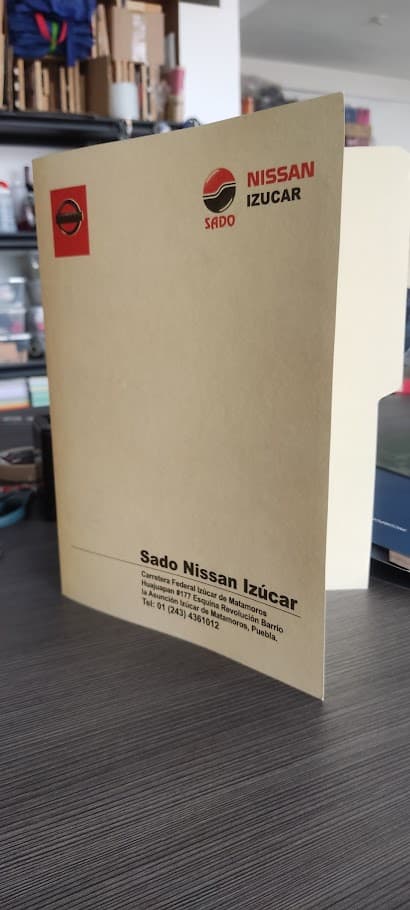 NISSAN
SADO
NISSAN
IZUCAR
Sado Nissan Izúcar
Carretera Federal Izúcar de Matamoros
Huajuapan #177 Esquina Revolución Barrio
la Asunción Izúcar de Matamoros, Puebla.
Tel: 01 (243) 4361012